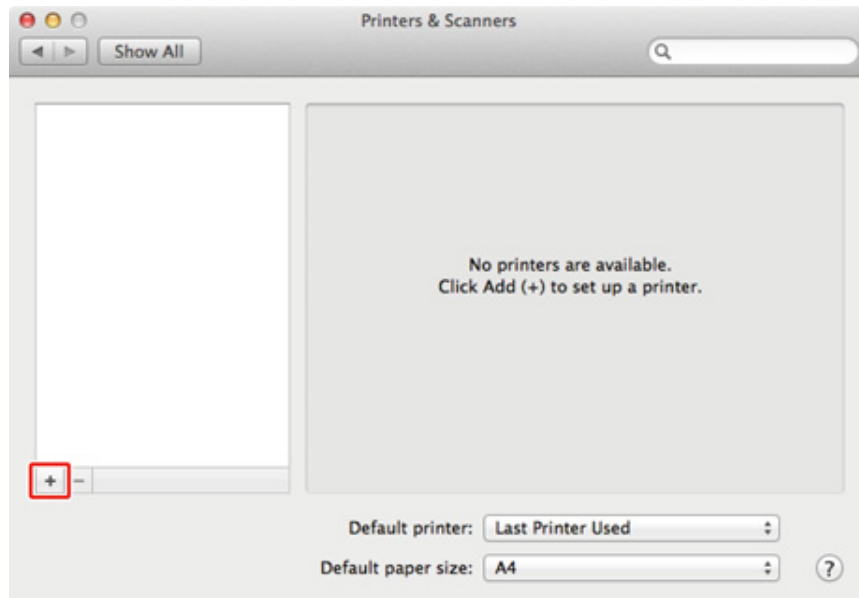 Printers & Scanners
Show All
No printers are available.
Click Add (+) to set up a printer.
+ −
Default printer: Last Printer Used
Default paper size: A4 ?